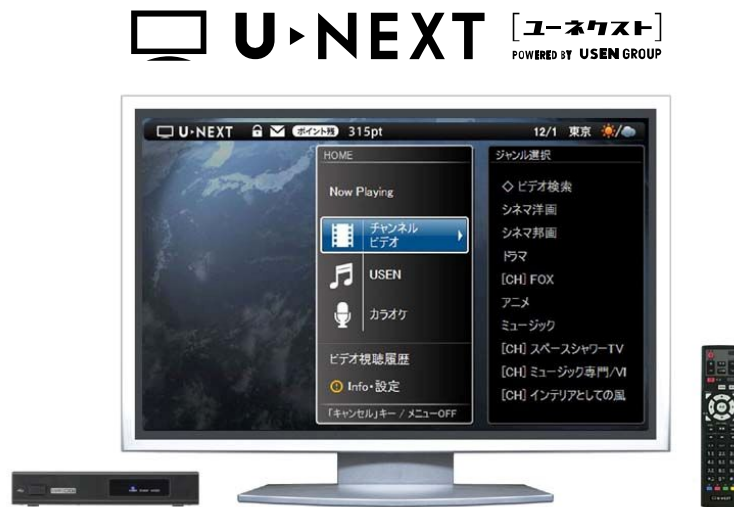 U·NEXT
[ユーネクスト]
POWERED BY USEN GROUP
U·NEXT ポイント残 315pt 12/1 東京
HOME
Now Playing
チャンネル
ビデオ
USEN
カラオケ
ビデオ視聴履歴
Info・設定
「キャンセル」キー / メニューOFF
ジャンル選択
◇ ビデオ検索
シネマ洋画
シネマ邦画
ドラマ
[CH] FOX
アニメ
ミュージック
[CH] スペースシャワーTV
[CH] ミュージック専門/VI
[CH] インテリアとしての風